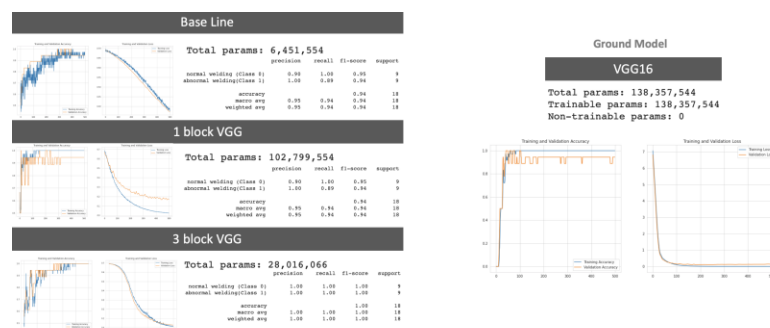 Base Line
Total params: 6,451,554
precision recall f1-score support
normal welding (Class 0) 0.90 1.00 0.95 9
abnormal welding(Class 1) 1.00 0.89 0.94 9
accuracy 0.94 18
macro avg 0.95 0.94 0.94 18
weighted avg 0.95 0.94 0.94 18
1 block VGG
Total params: 102,799,554
precision recall f1-score support
normal welding (Class 0) 0.90 1.00 0.95 9
abnormal welding(Class 1) 1.00 0.89 0.94 9
accuracy 0.94 18
macro avg 0.95 0.94 0.94 18
weighted avg 0.95 0.94 0.94 18
3 block VGG
Total params: 28,016,066
precision recall f1-score support
normal welding (Class 0) 1.00 1.00 1.00 9
abnormal welding (Class 1) 1.00 1.00 1.00 9
accuracy 1.00 18
macro avg 1.00 1.00 1.00 18
weighted avg 1.00 1.00 1.00 18
Ground Model
VGG16
Total params: 138,357,544
Trainable params: 138,357,544
Non-trainable params: 0
Training and Validation Accuracy
Training Accuracy
Validation Accuracy
Training and Validation Loss
Training Loss
Validation Loss